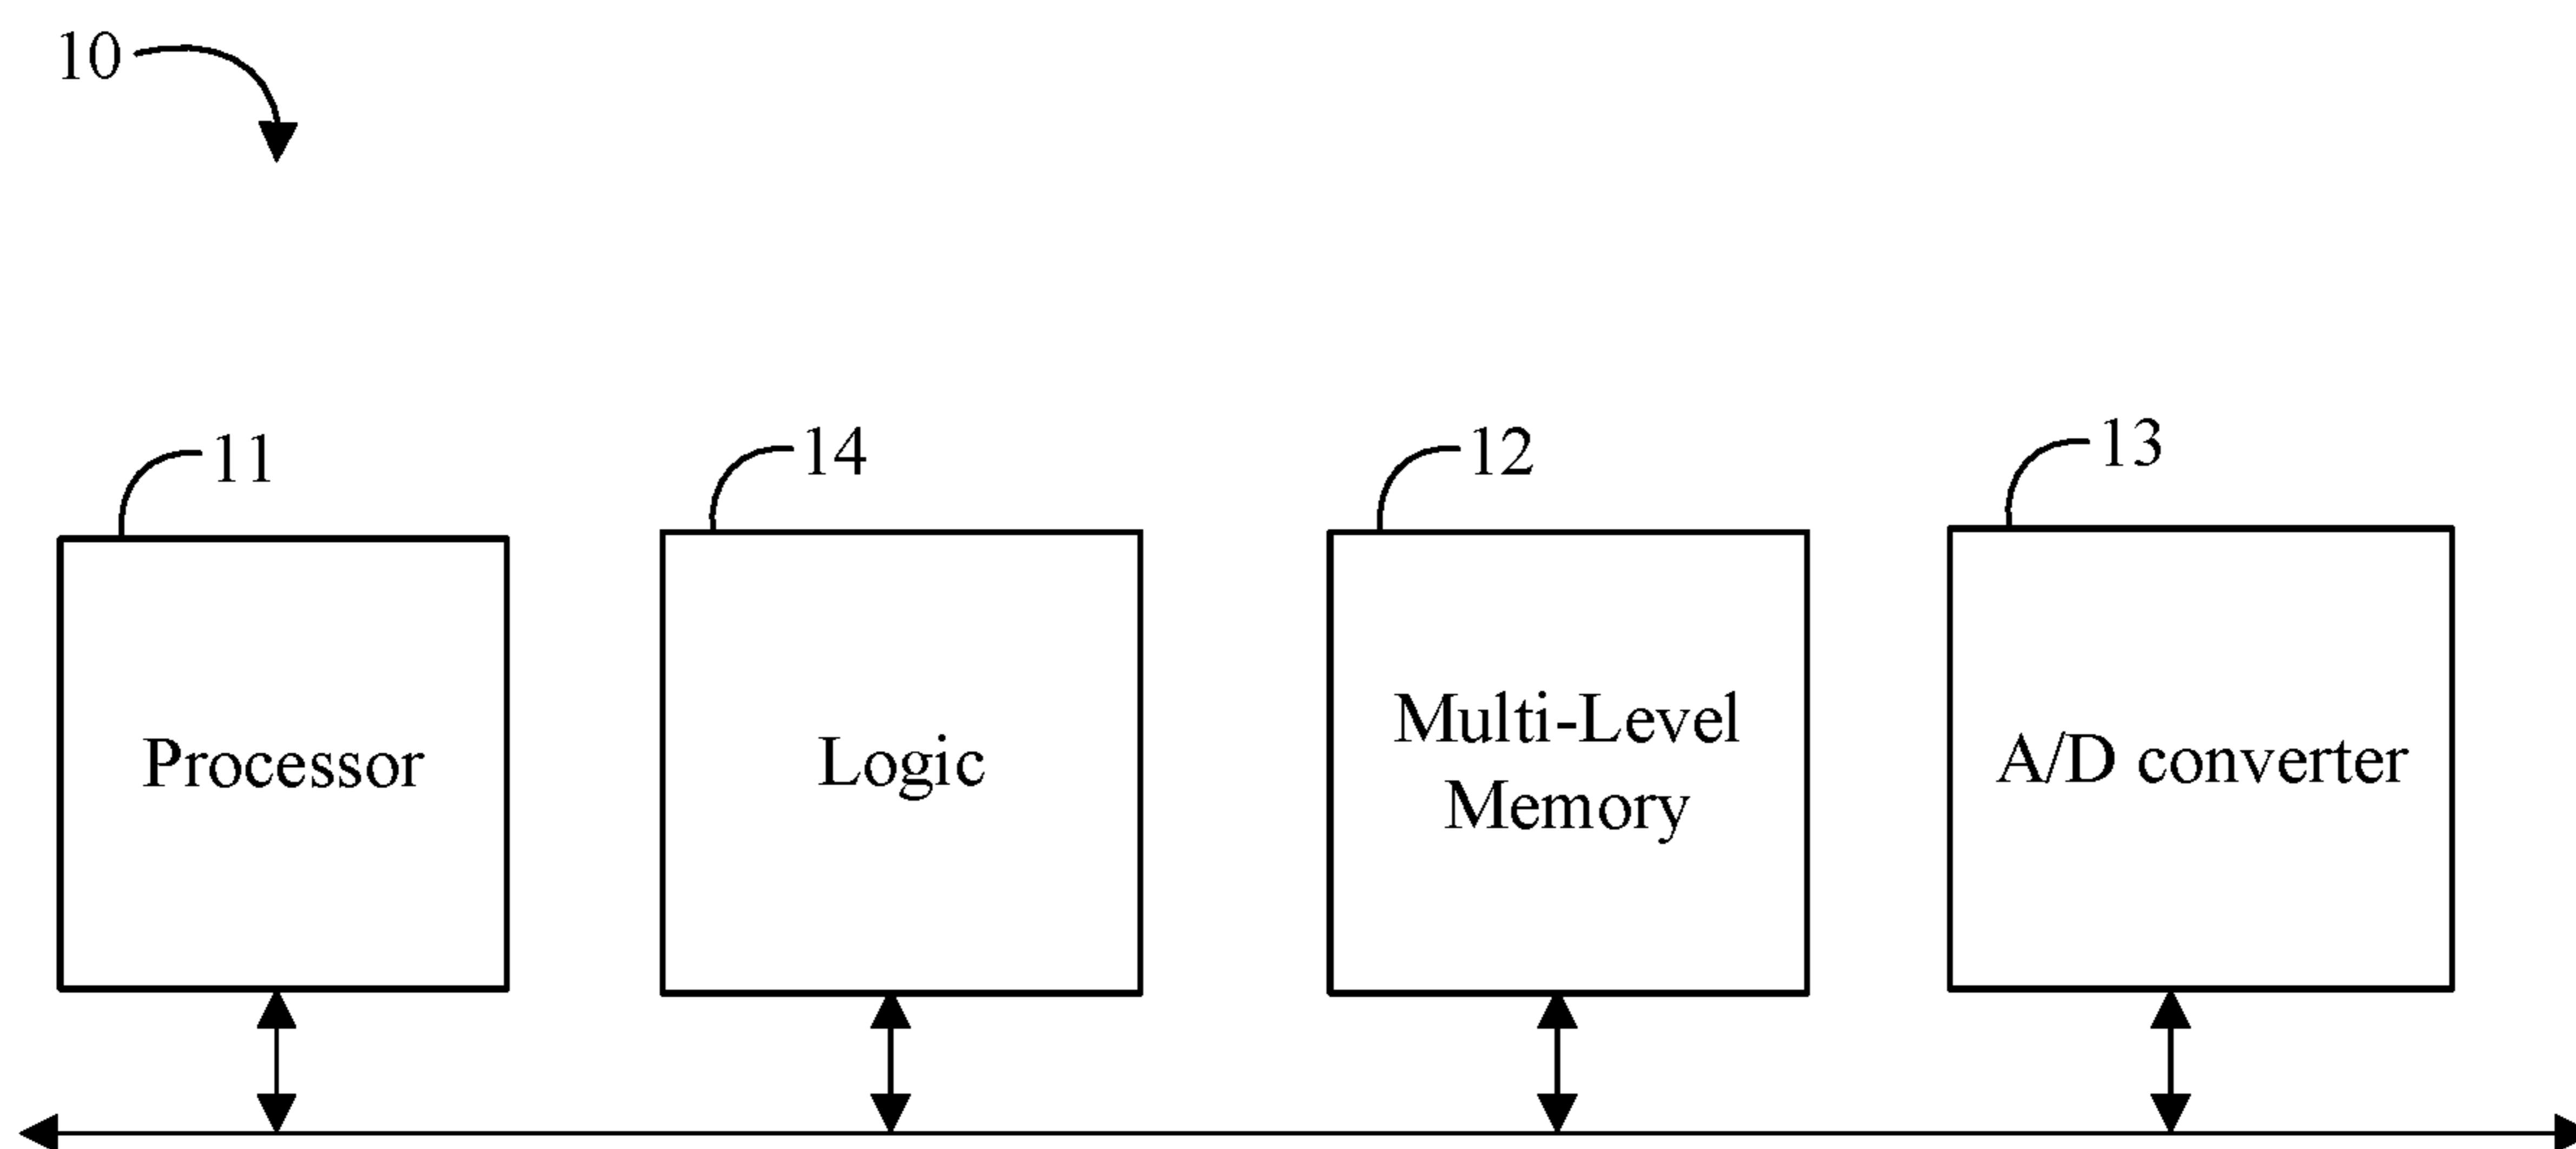 10
11
14
12
13
Processor
Logic
Multi-Level
Memory
A/D converter